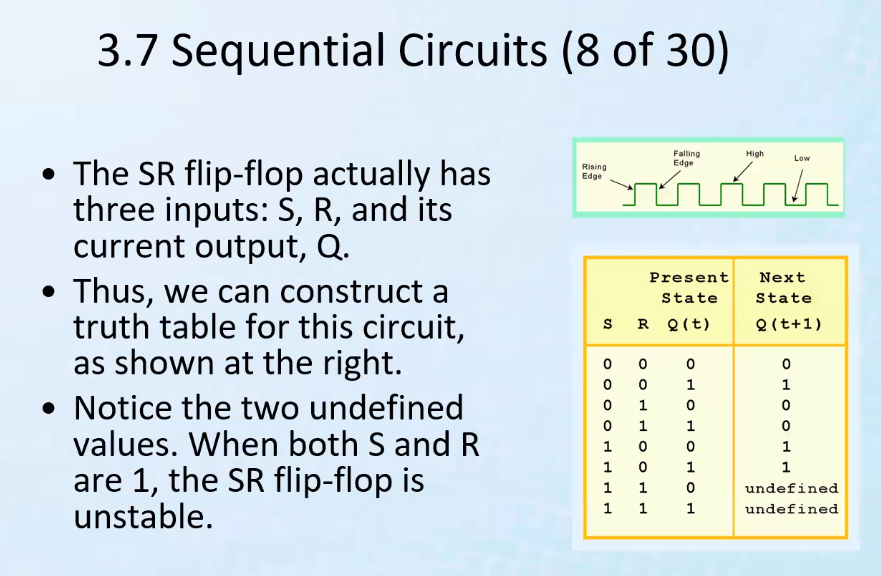 3.7 Sequential Circuits (8 of 30)
• The SR flip-flop actually has
three inputs: S, R, and its
current output, Q.
• Thus, we can construct a
truth table for this circuit,
as shown at the right.
• Notice the two undefined
values. When both S and R
are 1, the SR flip-flop is
unstable.
Rising
Edge
Falling
Edge
High
Low
Present Next
State State
S R Q(t) Q(t+1)
0 0 0 0
0 0 1 1
0 1 0 0
0 1 1 0
1 0 0 1
1 0 1 1
1 1 0 undefined
1 1 1 undefined